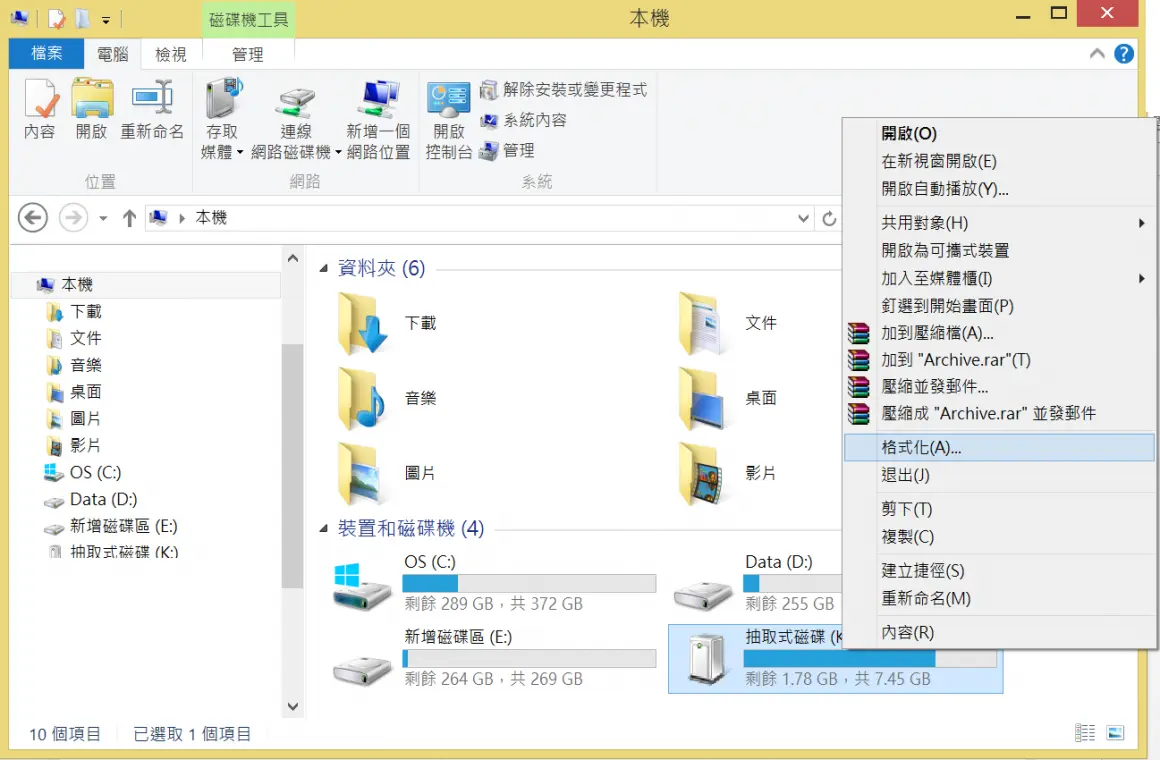 磁碟機工具
本機
檔案
電腦
檢視
管理
內容
開啟
重新命名
位置
存取
媒體
連線
網路磁碟機
新增一個
網路位置
網路
開啟
控制台
解除安裝或變更程式
系統內容
管理
系統
本機
本機
下載
文件
音樂
桌面
圖片
影片
OS (C:)
Data (D:)
新增磁碟區 (E:)
抽取式磁碟 (K:)
資料夾 (6)
下載
文件
音樂
桌面
圖片
影片
裝置和磁碟機 (4)
OS (C:)
剩餘 289 GB，共 372 GB
Data (D:)
剩餘 255 GB
新增磁碟區 (E:)
剩餘 264 GB，共 269 GB
抽取式磁碟 (K
剩餘 1.78 GB，共 7.45 GB
開啟(O)
在新視窗開啟(E)
開啟自動播放(Y)...
共用對象(H)
開啟為可攜式裝置
加入至媒體櫃(I)
釘選到開始畫面(P)
加到壓縮檔(A)...
加到 "Archive.rar"(T)
壓縮並發郵件...
壓縮成 "Archive.rar" 並發郵件
格式化(A)...
退出(J)
剪下(T)
複製(C)
建立捷徑(S)
重新命名(M)
內容(R)
10 個項目
已選取 1 個項目